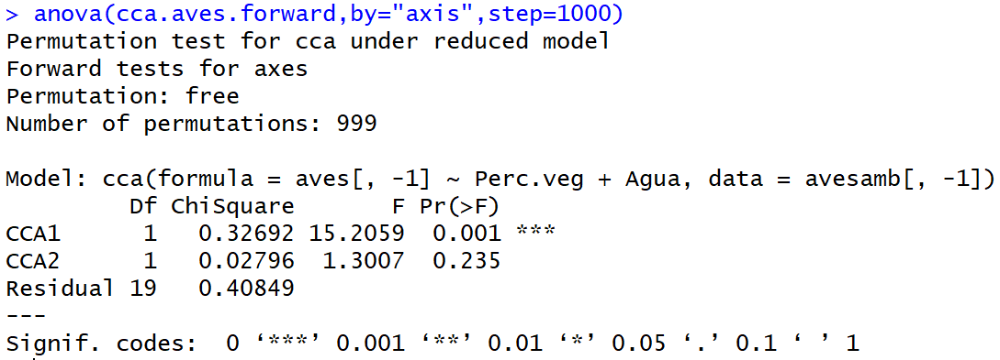 > anova(cca.aves.forward,by="axis",step=1000)
Permutation test for cca under reduced model
Forward tests for axes
Permutation: free
Number of permutations: 999

Model: cca(formula = aves[, -1] ~ Perc.veg + Agua, data = avesamb[, -1])
         Df ChiSquare       F Pr(>F)
CCA1      1   0.32692 15.2059  0.001 ***
CCA2      1   0.02796  1.3007  0.235
Residual 19   0.40849
---
Signif. codes:  0 ‘***’ 0.001 ‘**’ 0.01 ‘*’ 0.05 ‘.’ 0.1 ‘ ’ 1